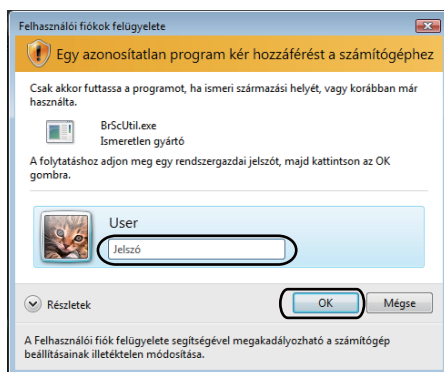 Felhasználói fiókok felügyelete
Egy azonosítatlan program kér hozzáférést a számítógéphez
Csak akkor futtassa a programot, ha ismeri származási helyét, vagy korábban már
használta.
BrScUtil.exe
Ismeretlen gyártó
A folytatáshoz adjon meg egy rendszergazdai jelszót, majd kattintson az OK
gombra.
User
Jelszó
Részletek
OK
Mégse
A Felhasználói fiók felügyelete segítségével megakadályozható a számítógép
beállításainak illetéktelen módosítása.